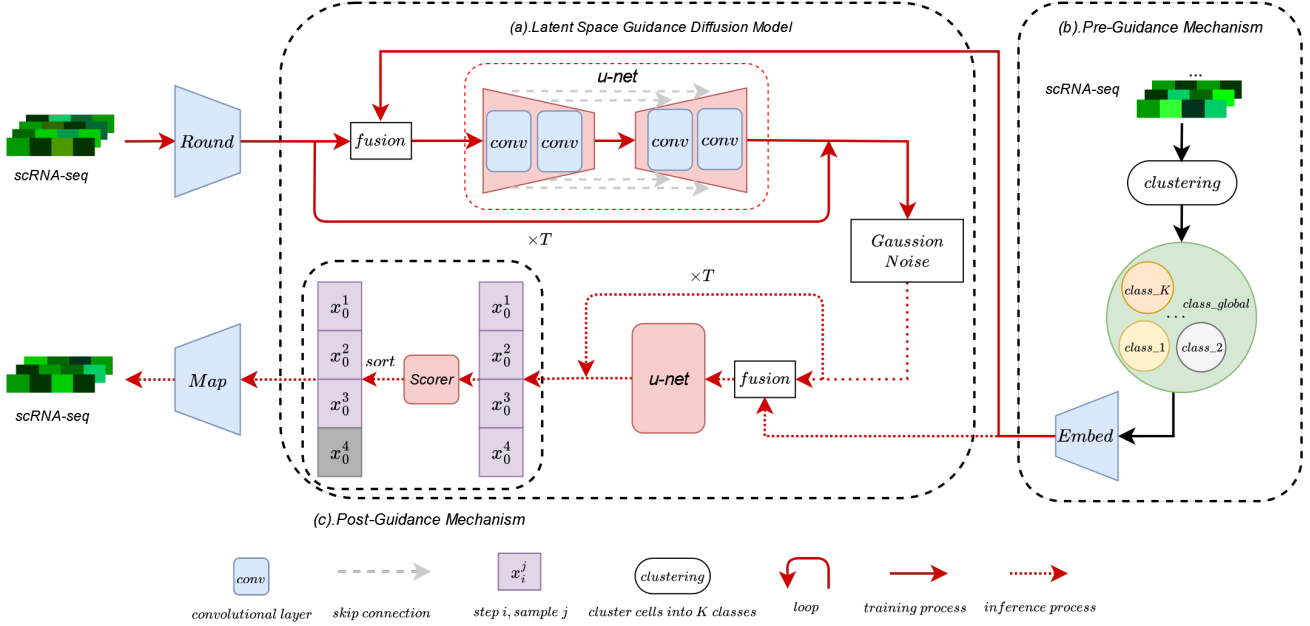 (a).Latent Space Guidance Diffusion Model
(b).Pre-Guidance Mechanism
u-net
...
scRNA-seq
Round
fusion
conv
conv
conv
conv
scRNA-seq
clustering
×T
Gaussion
Noise
×T
class_K
class_global
...
class_1
class_2
x_0^1
x_0^2
x_0^3
x_0^4
sort
Scorer
x_0^1
x_0^2
x_0^3
x_0^4
u-net
fusion
Map
scRNA-seq
Embed
(c).Post-Guidance Mechanism
conv
x_i^j
clustering
convolutional layer
skip connection
step i, sample j
cluster cells into K classes
loop
training process
inference process